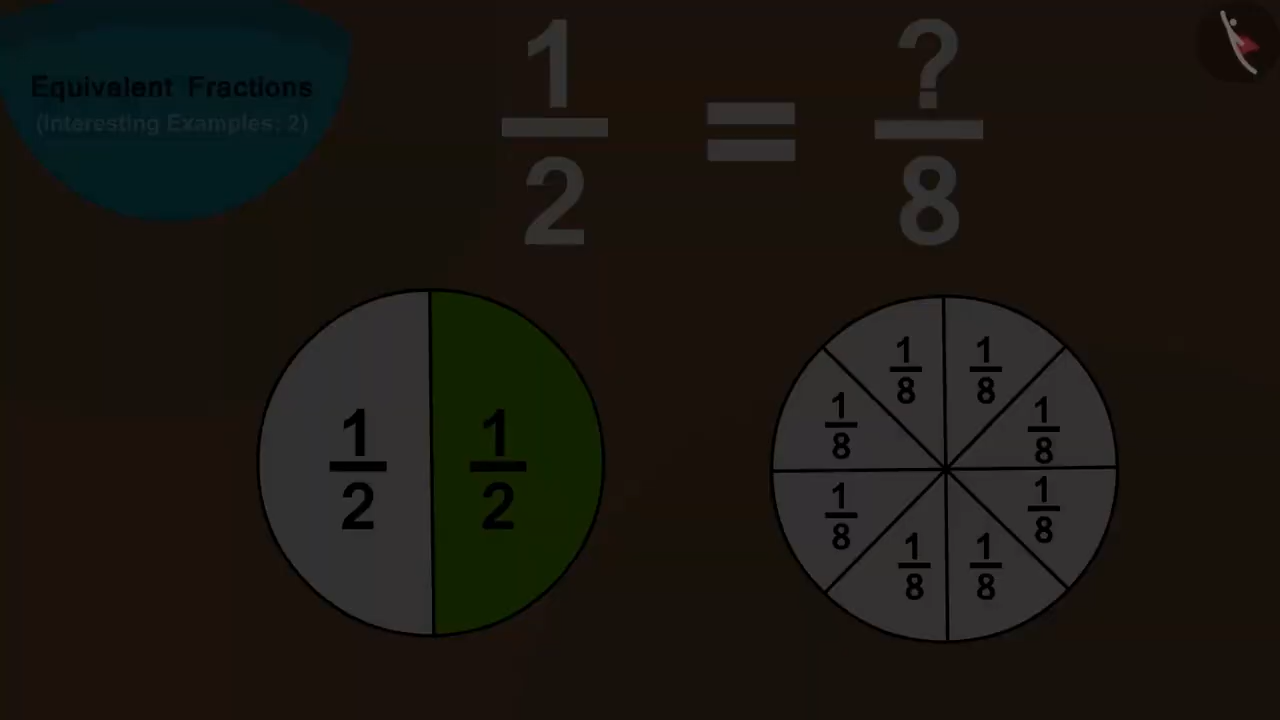 Equivalent Fractions
(Interesting Examples: 2)
1/2 = ?/8
1/2 1/2
1/8 1/8
1/8 1/8
1/8 1/8
1/8 1/8